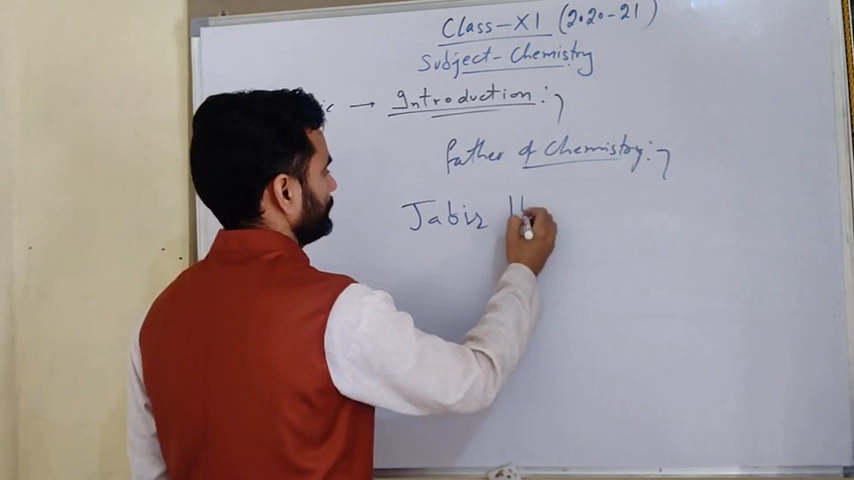 Class-XI (2020-21)
Subject-Chemistry
→ Introduction:-
father of Chemistry:-
Jabir